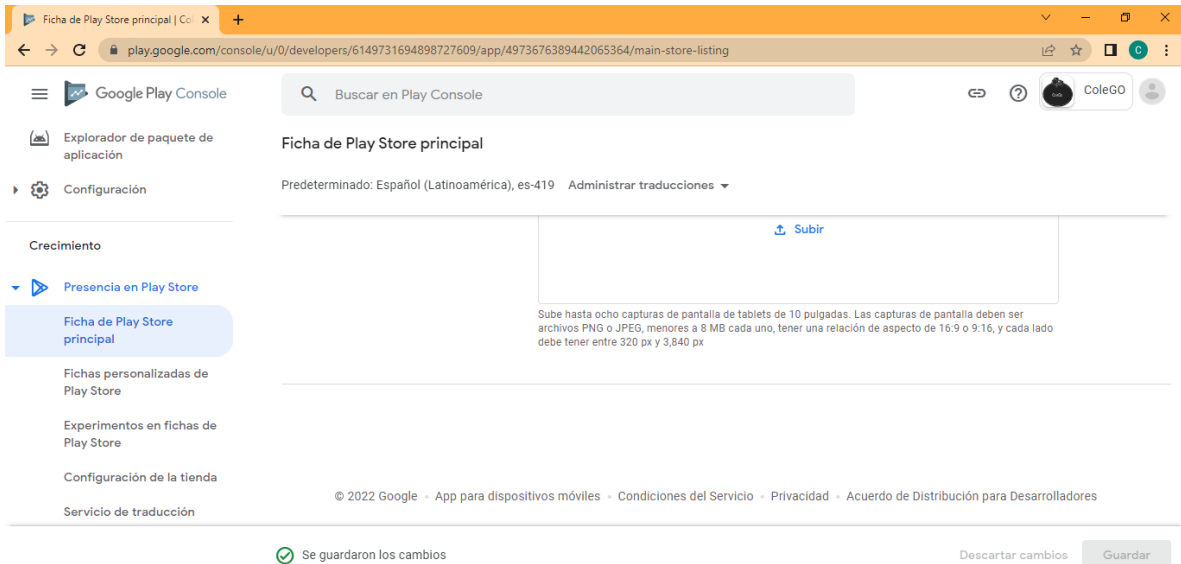 Ficha de Play Store principal | Col
play.google.com/console/u/0/developers/6149731694898727609/app/4973676389442065364/main-store-listing
C
Google Play Console
Buscar en Play Console
ColeGO
Explorador de paquete de
aplicación
Configuración
Crecimiento
Presencia en Play Store
Ficha de Play Store
principal
Fichas personalizadas de
Play Store
Experimentos en fichas de
Play Store
Configuración de la tienda
Servicio de traducción
Ficha de Play Store principal
Predeterminado: Español (Latinoamérica), es-419 Administrar traducciones
Subir
Sube hasta ocho capturas de pantalla de tablets de 10 pulgadas. Las capturas de pantalla deben ser
archivos PNG o JPEG, menores a 8 MB cada uno, tener una relación de aspecto de 16:9 o 9:16, y cada lado
debe tener entre 320 px y 3,840 px
© 2022 Google App para dispositivos móviles Condiciones del Servicio Privacidad Acuerdo de Distribución para Desarrolladores
Se guardaron los cambios
Descartar cambios
Guardar